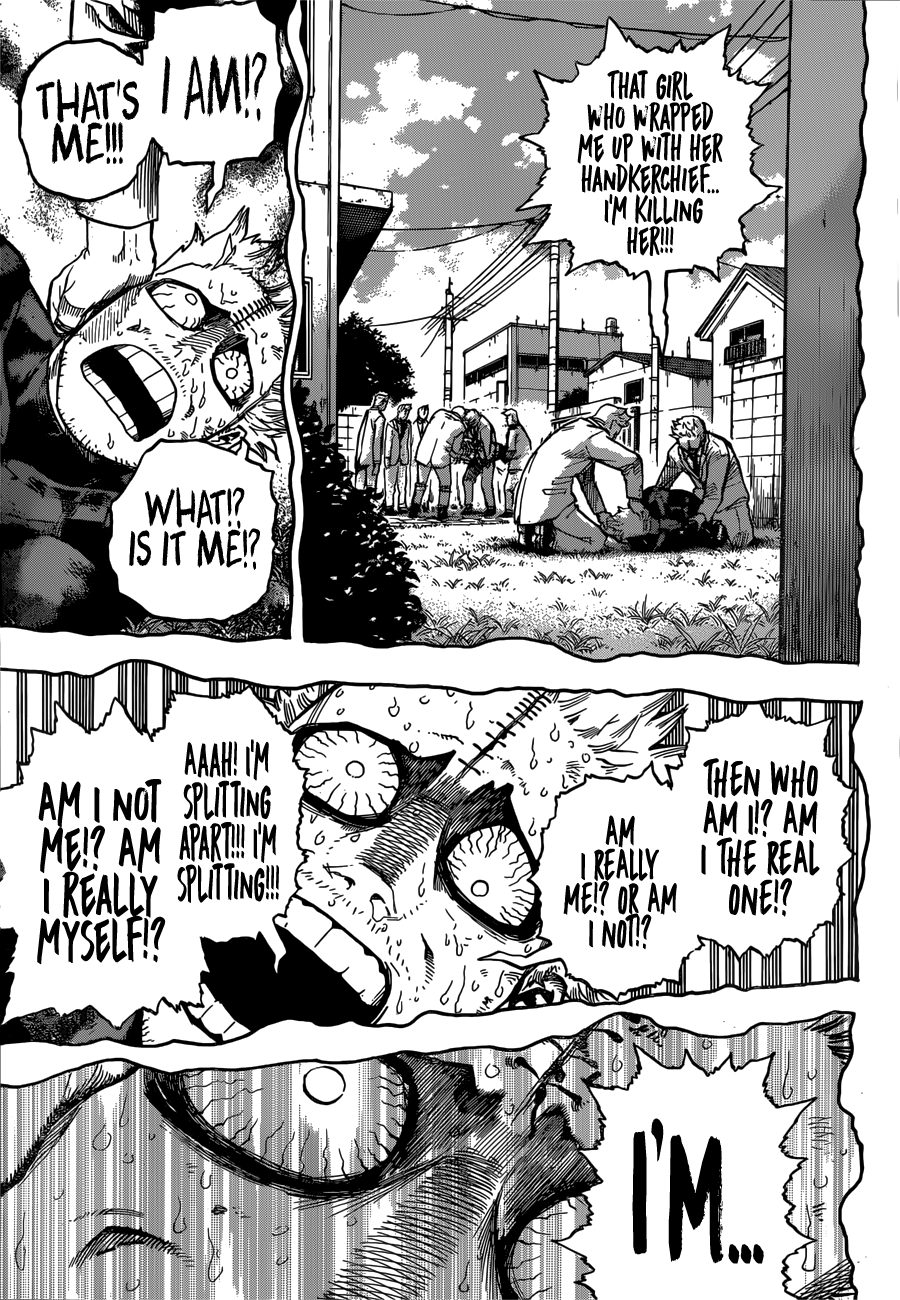 THAT GIRL
WHO WRAPPED
ME UP WITH HER
HANDKERCHIEF...
I'M KILLING
HER!!!
I AM!?
THAT'S
ME!!!
WHAT!?
IS IT ME!?
THEN WHO
AM I!? AM
I THE REAL
ONE!?
AM
I REALLY
ME!? OR AM
I NOT!?
AAAH! I'M
SPLITTING
APART!!! I'M
SPLITTING!!!
AM I NOT
ME!? AM
I REALLY
MYSELF!?
I'M...